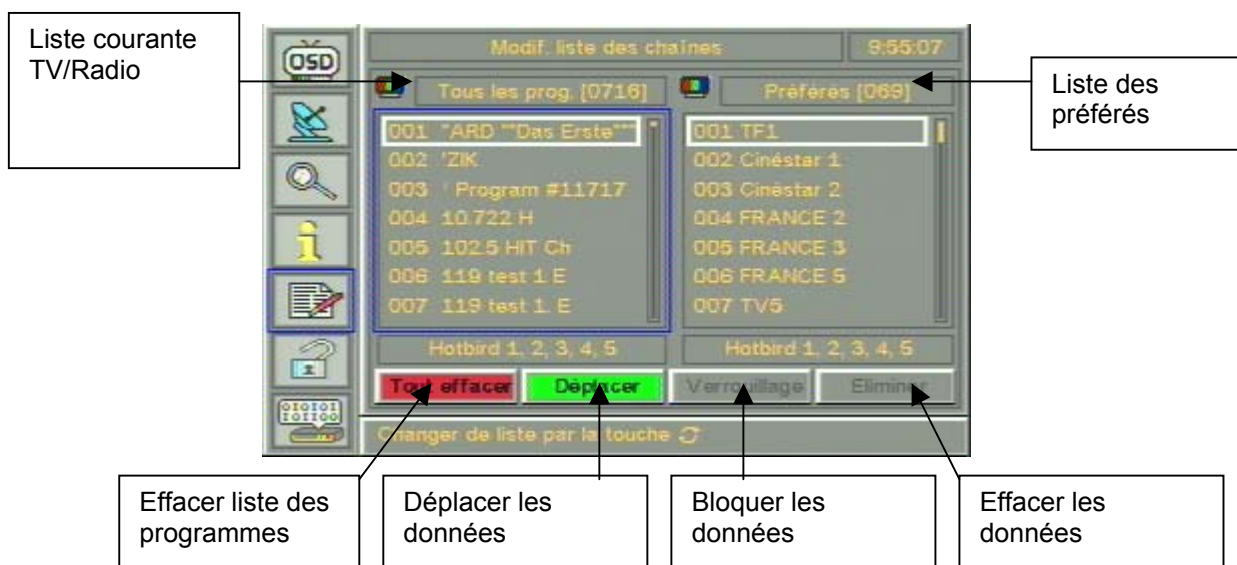 Liste courante
TV/Radio
Liste des
préférés
OSD
Modif. liste des chaînes
9:55:07
Tous les prog. [0716]
Préférés [069]
001 "ARD ""Das Erste"""
002 'ZIK
003 ' Program #11717
004 10.722 H
005 102.5 HIT Ch
006 119 test 1 E
007 119 test 1. E
001 TF1
002 Cinéstar 1
003 Cinéstar 2
004 FRANCE 2
005 FRANCE 3
006 FRANCE 5
007 TV5
Hotbird 1, 2, 3, 4, 5
Hotbird 1, 2, 3, 4, 5
Tout effacer
Déplacer
Verrouillage
Eliminer
Changer de liste par la touche
010101
101100
Effacer liste des
programmes
Déplacer les
données
Bloquer les
données
Effacer les
données